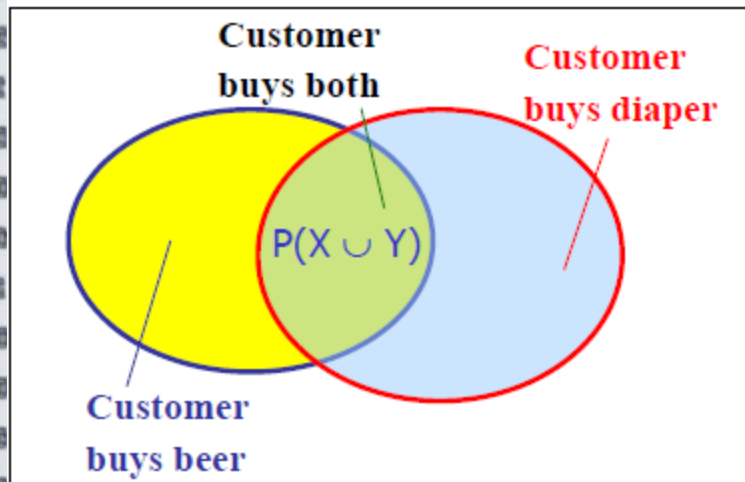 Customer
buys both
Customer
buys diaper
P(X ∪ Y)
Customer
buys beer